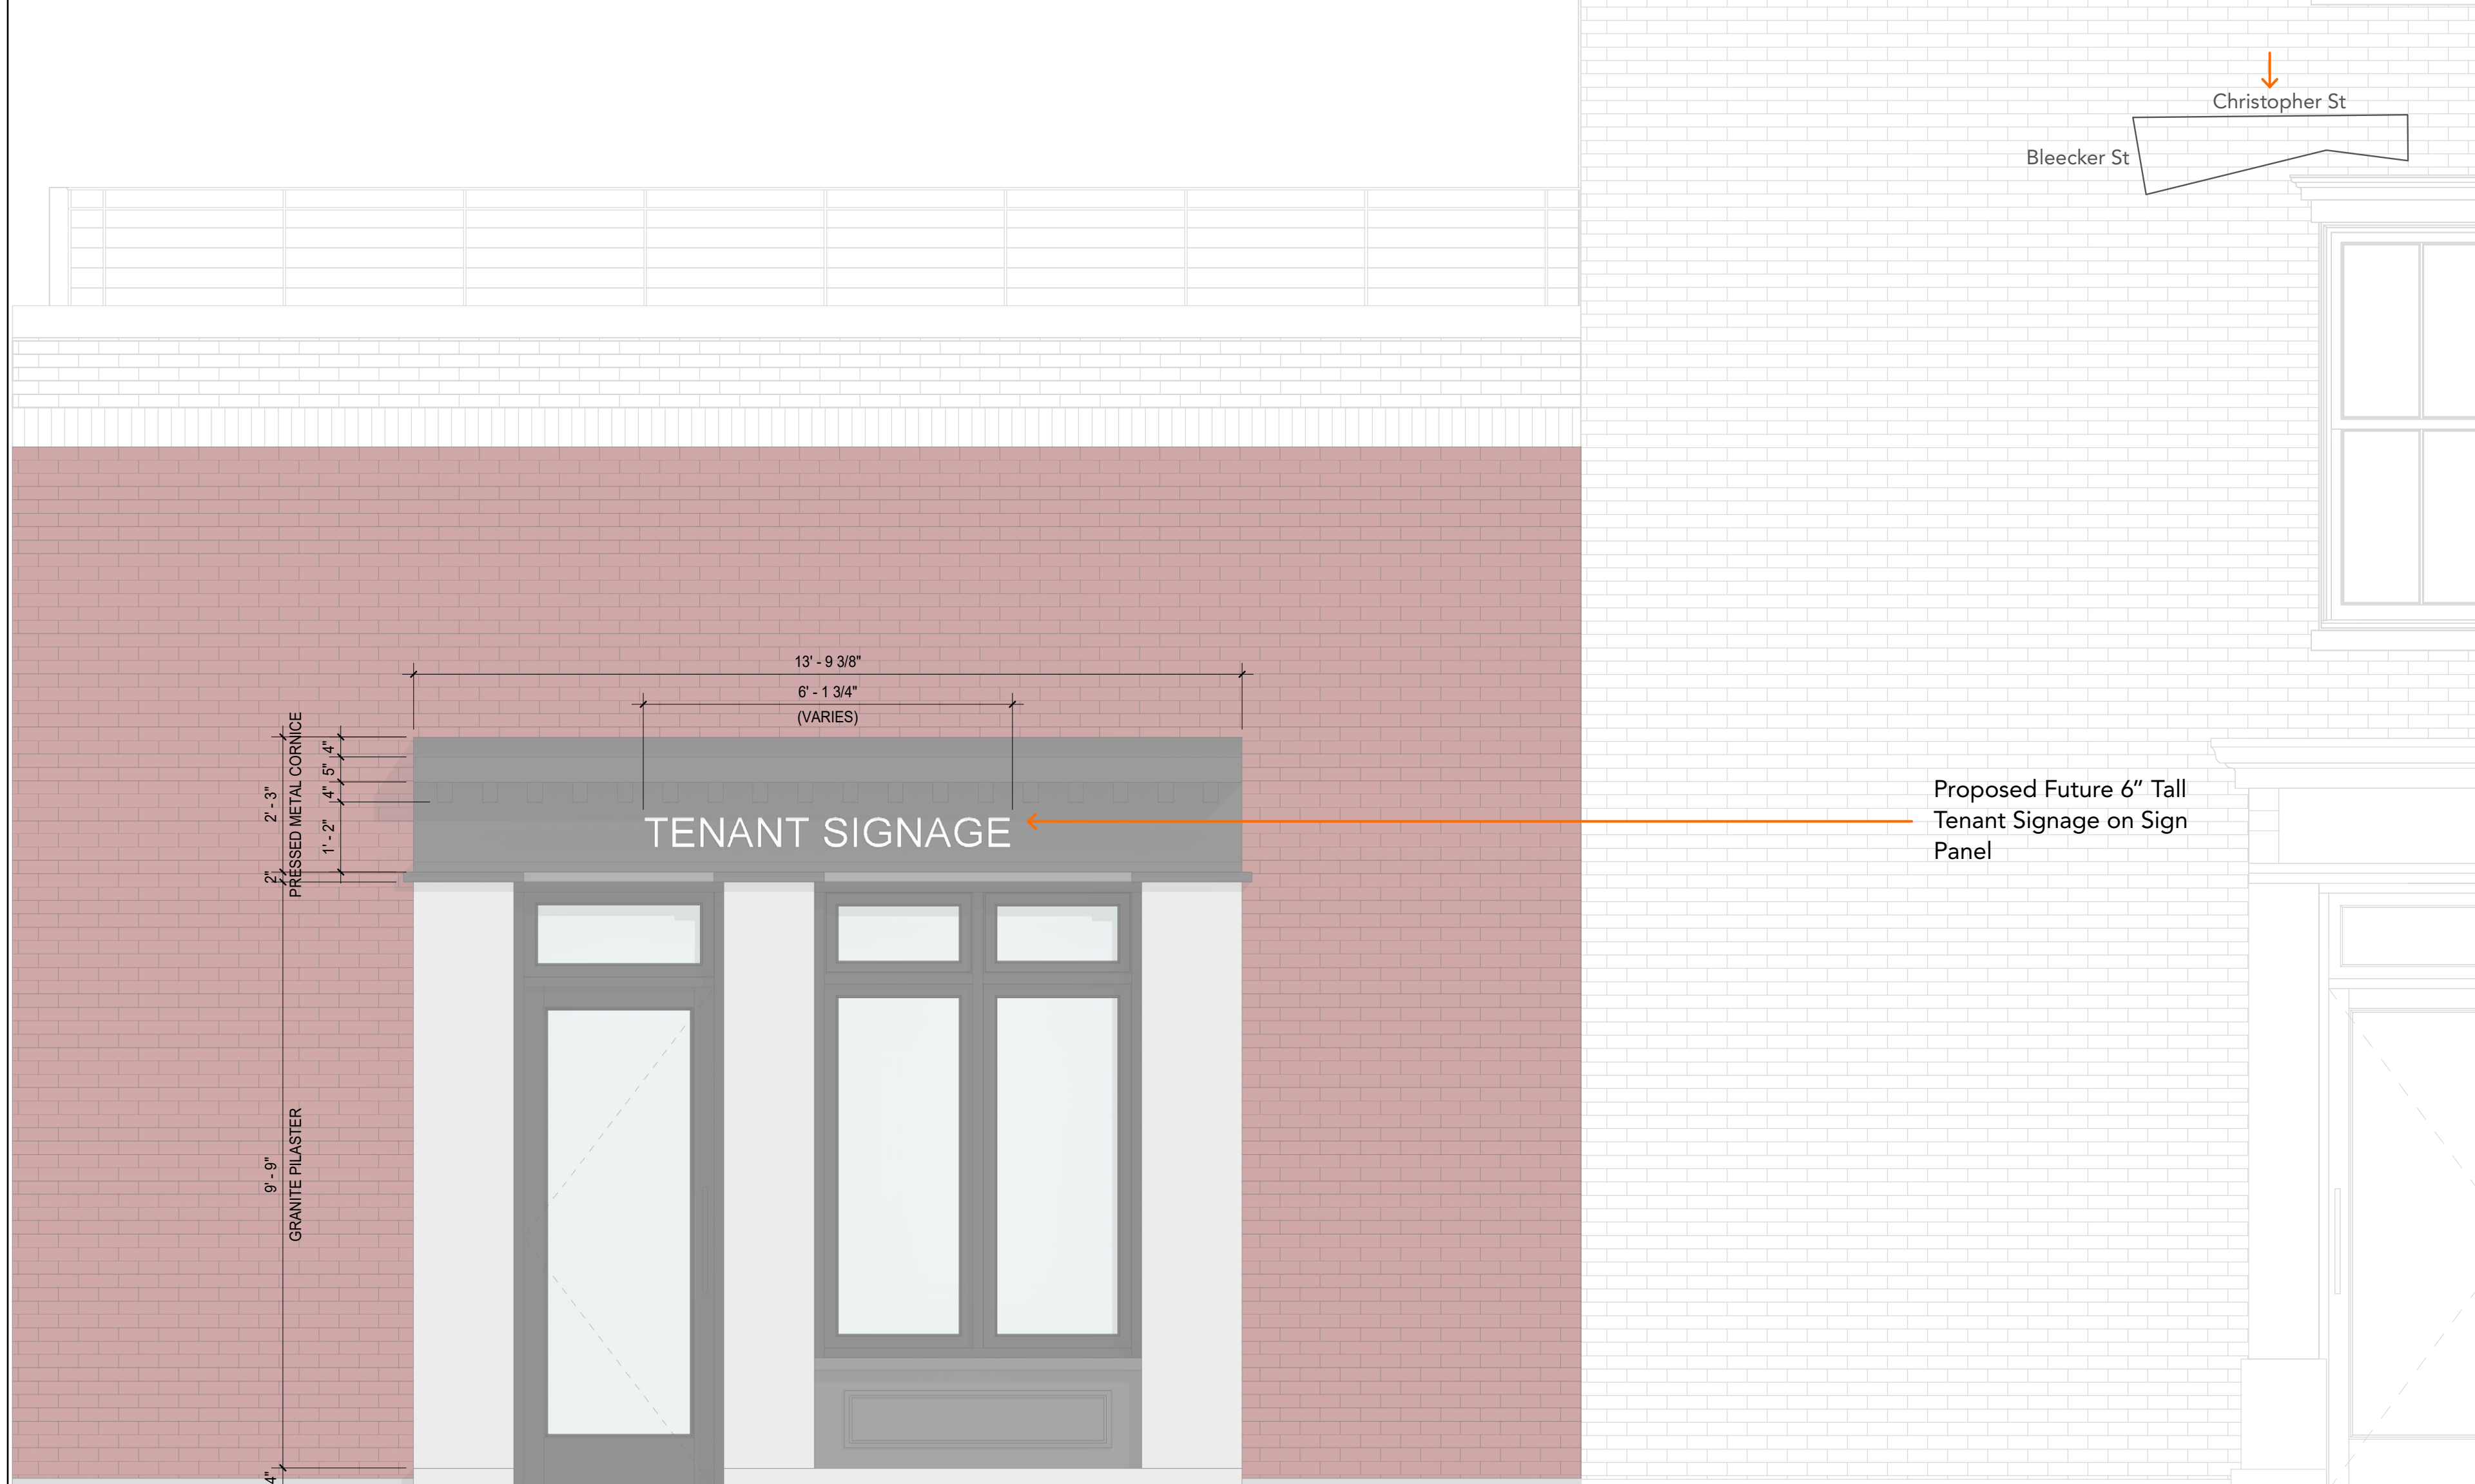 Christopher St
Bleecker St
13' - 9 3/8"
6' - 1 3/4"
(VARIES)
PRESSED METAL CORNICE
2' - 3"
4"
5"
4"
1' - 2"
2"
TENANT SIGNAGE
Proposed Future 6” Tall
Tenant Signage on Sign
Panel
9' - 9"
GRANITE PILASTER
4"